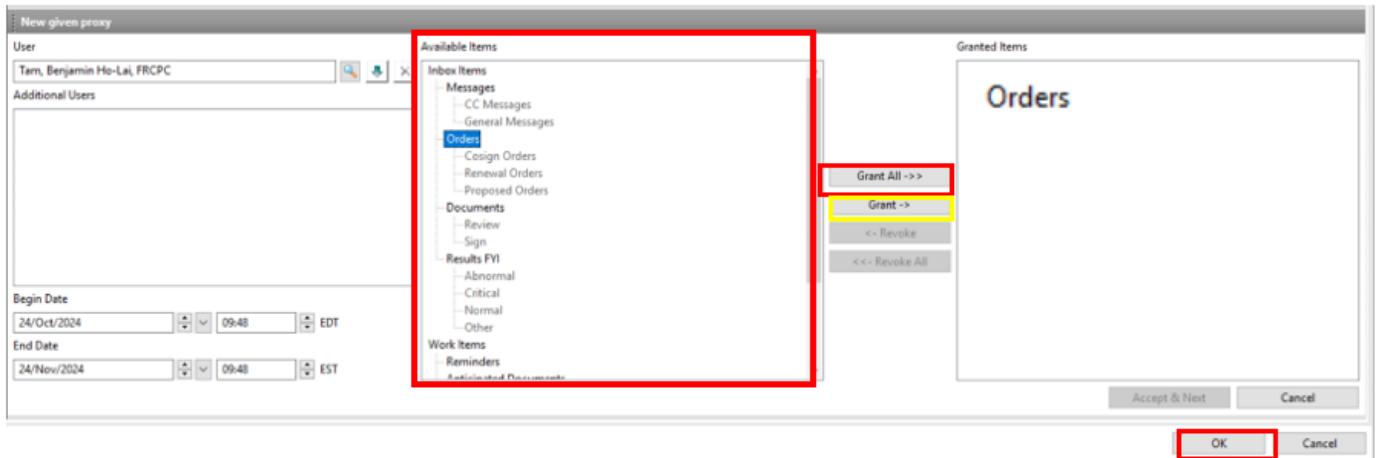 New given proxy
User
Tam, Benjamin Ho-Lai, FRCPC
Additional Users
Begin Date
24/Oct/2024 09:48 EDT
End Date
24/Nov/2024 09:48 EST
Available Items
Inbox Items
Messages
CC Messages
General Messages
Orders
Cosign Orders
Renewal Orders
Proposed Orders
Documents
Review
Sign
Results FYI
Abnormal
Critical
Normal
Other
Work Items
Reminders
Anticipated Documents
Grant All ->>
Grant ->
<- Revoke
<<- Revoke All
Granted Items
Orders
Accept & Next Cancel
OK Cancel